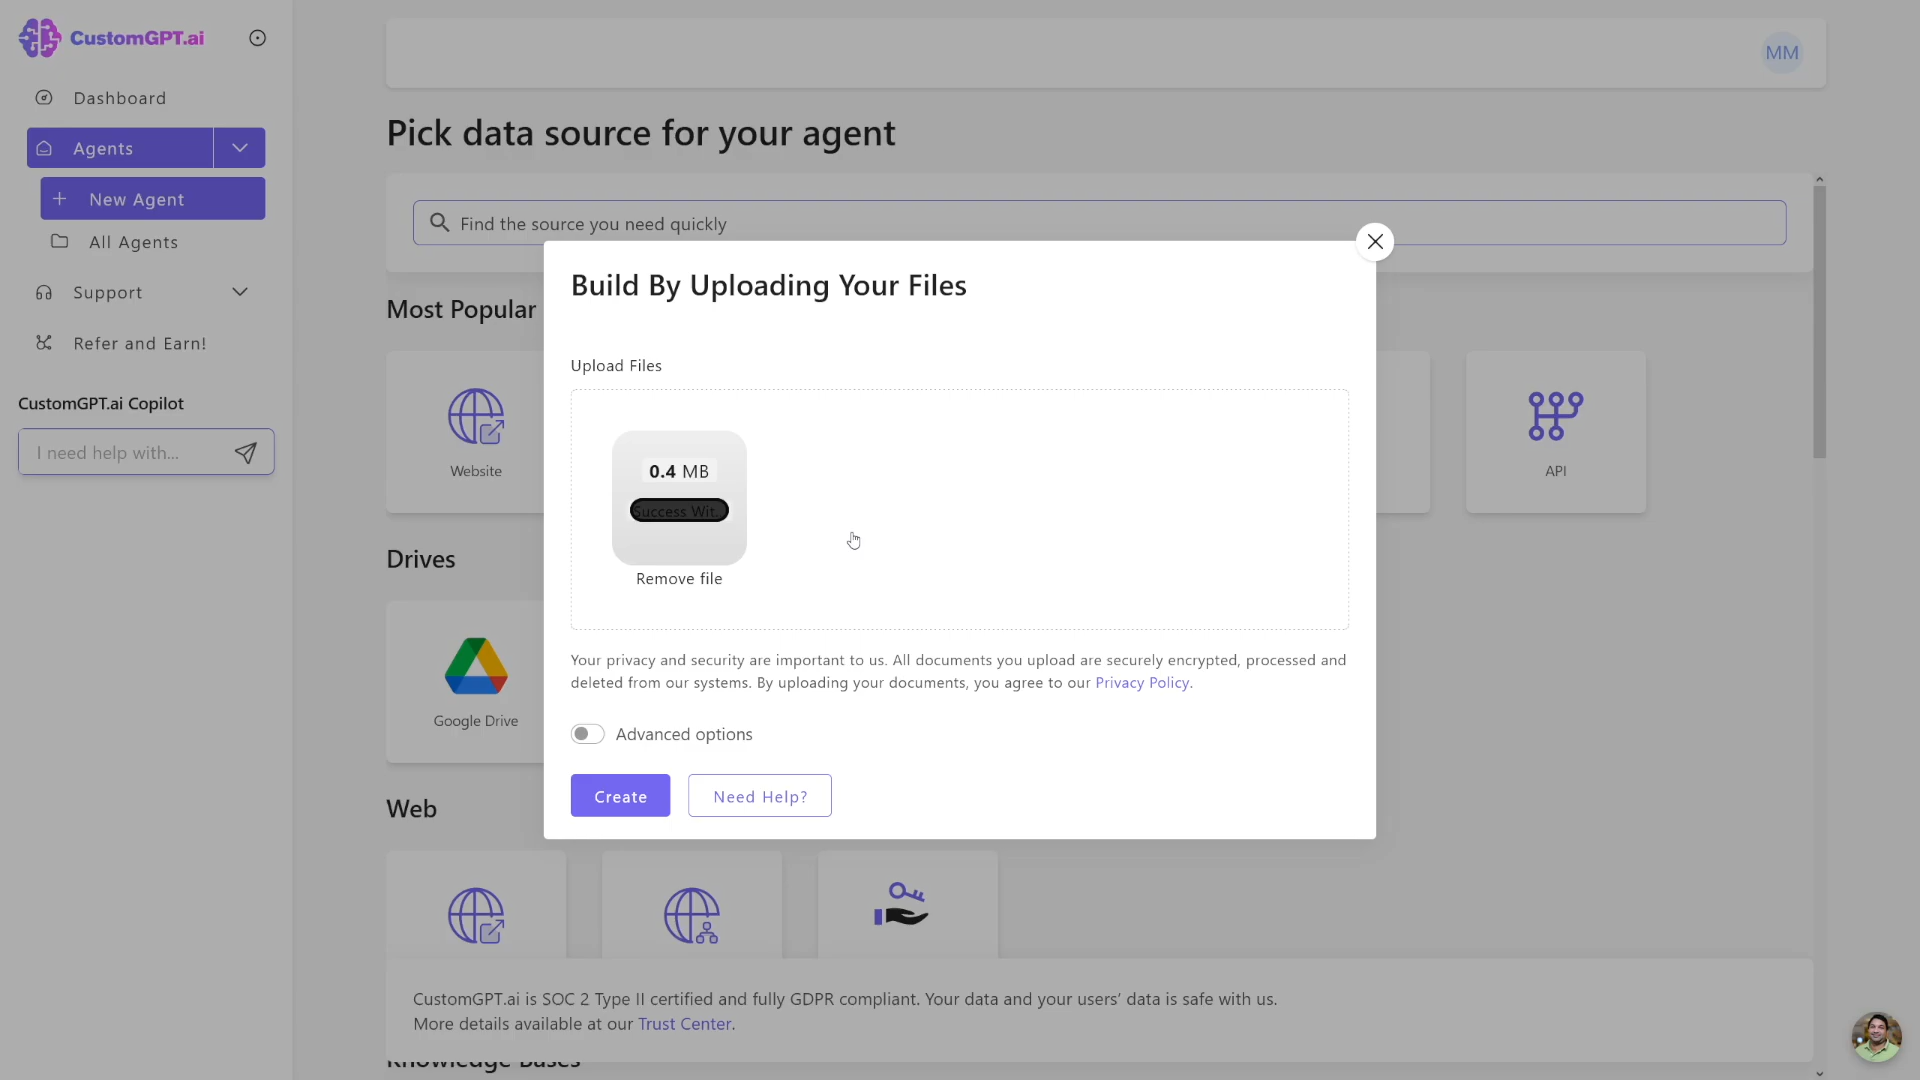 CustomGPT.ai
Dashboard
Agents
New Agent
All Agents
Support
Refer and Earn!
CustomGPT.ai Copilot
I need help with...
MM
Pick data source for your agent
Find the source you need quickly
Most Popular
Website
API
Drives
Google Drive
Web
Build By Uploading Your Files
Upload Files
0.4 MB
Success Wit...
Remove file
Your privacy and security are important to us. All documents you upload are securely encrypted, processed and
deleted from our systems. By uploading your documents, you agree to our Privacy Policy.
Advanced options
Create
Need Help?
CustomGPT.ai is SOC 2 Type II certified and fully GDPR compliant. Your data and your users' data is safe with us.
More details available at our Trust Center.
Knowledge Bases